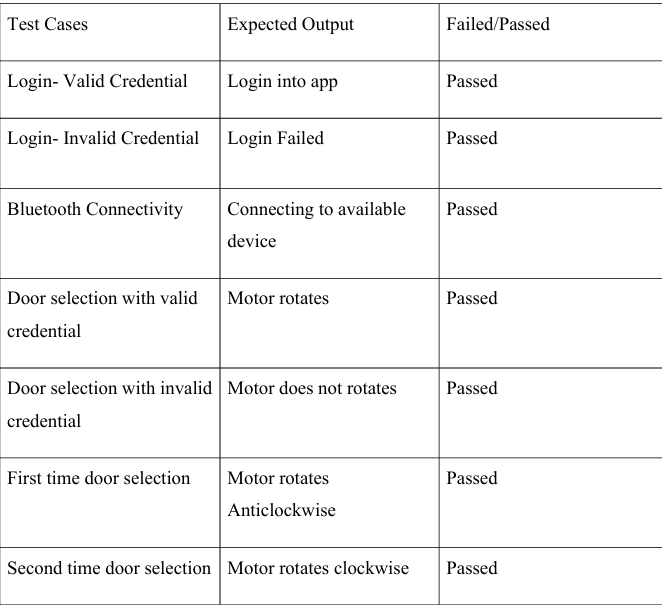 Test Cases Expected Output Failed/Passed
Login- Valid Credential Login into app Passed
Login- Invalid Credential Login Failed Passed
Bluetooth Connectivity Connecting to available Passed
device
Door selection with valid Motor rotates Passed
credential
Door selection with invalid Motor does not rotates Passed
credential
First time door selection Motor rotates Passed
Anticlockwise
Second time door selection Motor rotates clockwise Passed